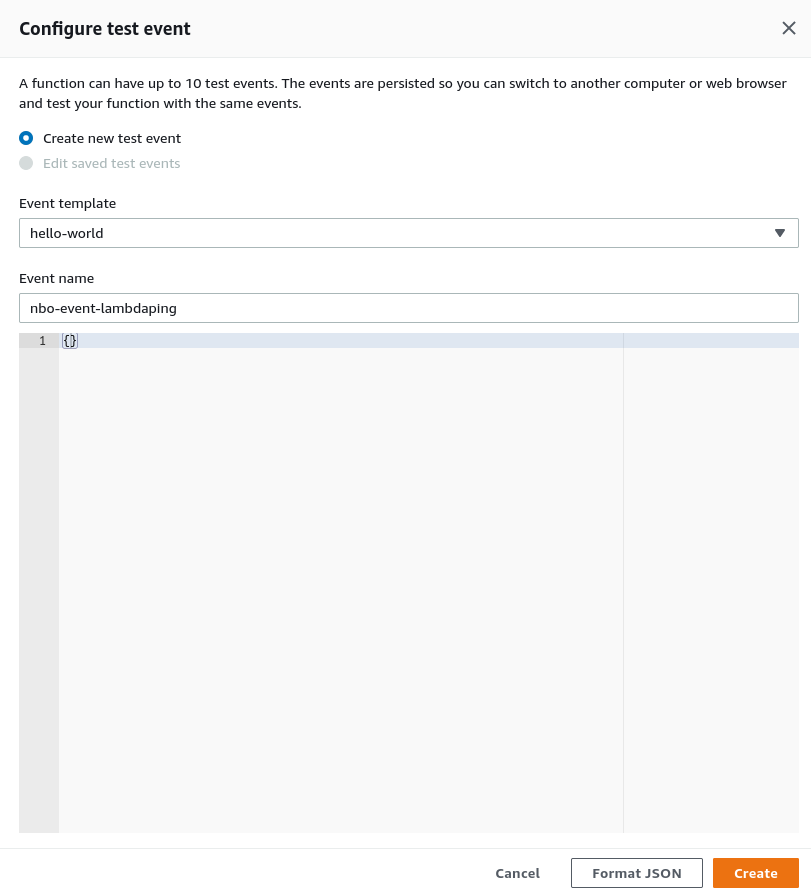 Configure test event
A function can have up to 10 test events. The events are persisted so you can switch to another computer or web browser
and test your function with the same events.
Create new test event
Edit saved test events
Event template
hello-world
Event name
nbo-event-lambdaping
1 {}
Cancel Format JSON Create